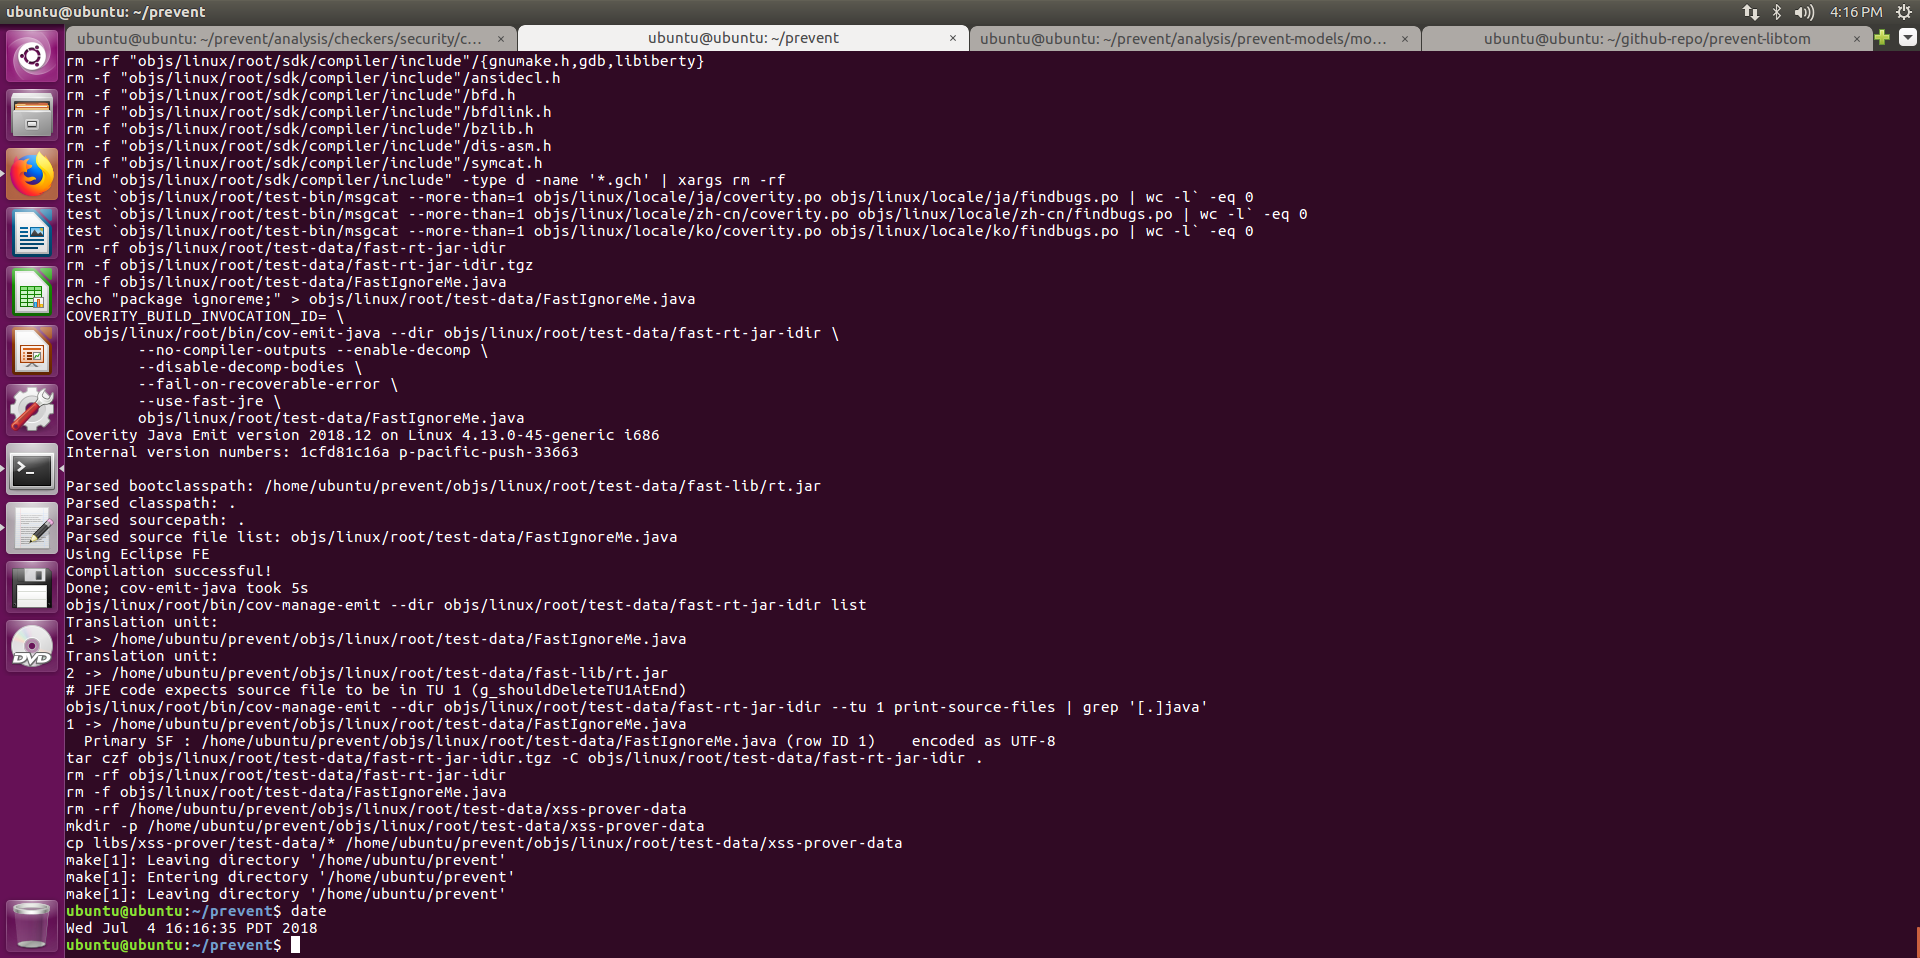 ubuntu@ubuntu: ~/prevent
4:16 PM
ubuntu@ubuntu: ~/prevent/analysis/checkers/security/c... ×
ubuntu@ubuntu: ~/prevent ×
ubuntu@ubuntu: ~/prevent/analysis/prevent-models/mo... ×
ubuntu@ubuntu: ~/github-repo/prevent-libtom ×
rm -rf "objs/linux/root/sdk/compiler/include"/{gnumake.h,gdb,libiberty}
rm -f "objs/linux/root/sdk/compiler/include"/ansidecl.h
rm -f "objs/linux/root/sdk/compiler/include"/bfd.h
rm -f "objs/linux/root/sdk/compiler/include"/bfdlink.h
rm -f "objs/linux/root/sdk/compiler/include"/bzlib.h
rm -f "objs/linux/root/sdk/compiler/include"/dis-asm.h
rm -f "objs/linux/root/sdk/compiler/include"/symcat.h
find "objs/linux/root/sdk/compiler/include" -type d -name '*.gch' | xargs rm -rf
test `objs/linux/root/test-bin/msgcat --more-than=1 objs/linux/locale/ja/coverity.po objs/linux/locale/ja/findbugs.po | wc -l` -eq 0
test `objs/linux/root/test-bin/msgcat --more-than=1 objs/linux/locale/zh-cn/coverity.po objs/linux/locale/zh-cn/findbugs.po | wc -l` -eq 0
test `objs/linux/root/test-bin/msgcat --more-than=1 objs/linux/locale/ko/coverity.po objs/linux/locale/ko/findbugs.po | wc -l` -eq 0
rm -rf objs/linux/root/test-data/fast-rt-jar-idir
rm -f objs/linux/root/test-data/fast-rt-jar-idir.tgz
rm -f objs/linux/root/test-data/FastIgnoreMe.java
echo "package ignoreme;" > objs/linux/root/test-data/FastIgnoreMe.java
COVERITY_BUILD_INVOCATION_ID= \
  objs/linux/root/bin/cov-emit-java --dir objs/linux/root/test-data/fast-rt-jar-idir \
        --no-compiler-outputs --enable-decomp \
        --disable-decomp-bodies \
        --fail-on-recoverable-error \
        --use-fast-jre \
        objs/linux/root/test-data/FastIgnoreMe.java
Coverity Java Emit version 2018.12 on Linux 4.13.0-45-generic i686
Internal version numbers: 1cfd81c16a p-pacific-push-33663
Parsed bootclasspath: /home/ubuntu/prevent/objs/linux/root/test-data/fast-lib/rt.jar
Parsed classpath: .
Parsed sourcepath: .
Parsed source file list: objs/linux/root/test-data/FastIgnoreMe.java
Using Eclipse FE
Compilation successful!
Done; cov-emit-java took 5s
objs/linux/root/bin/cov-manage-emit --dir objs/linux/root/test-data/fast-rt-jar-idir list
Translation unit:
1 -> /home/ubuntu/prevent/objs/linux/root/test-data/FastIgnoreMe.java
Translation unit:
2 -> /home/ubuntu/prevent/objs/linux/root/test-data/fast-lib/rt.jar
# JFE code expects source file to be in TU 1 (g_shouldDeleteTU1AtEnd)
objs/linux/root/bin/cov-manage-emit --dir objs/linux/root/test-data/fast-rt-jar-idir --tu 1 print-source-files | grep '[.]java'
1 -> /home/ubuntu/prevent/objs/linux/root/test-data/FastIgnoreMe.java
  Primary SF : /home/ubuntu/prevent/objs/linux/root/test-data/FastIgnoreMe.java (row ID 1)    encoded as UTF-8
tar czf objs/linux/root/test-data/fast-rt-jar-idir.tgz -C objs/linux/root/test-data/fast-rt-jar-idir .
rm -rf objs/linux/root/test-data/fast-rt-jar-idir
rm -f objs/linux/root/test-data/FastIgnoreMe.java
rm -rf /home/ubuntu/prevent/objs/linux/root/test-data/xss-prover-data
mkdir -p /home/ubuntu/prevent/objs/linux/root/test-data/xss-prover-data
cp libs/xss-prover/test-data/* /home/ubuntu/prevent/objs/linux/root/test-data/xss-prover-data
make[1]: Leaving directory '/home/ubuntu/prevent'
make[1]: Entering directory '/home/ubuntu/prevent'
make[1]: Leaving directory '/home/ubuntu/prevent'
ubuntu@ubuntu:~/prevent$ date
Wed Jul  4 16:16:35 PDT 2018
ubuntu@ubuntu:~/prevent$
>_
DVD